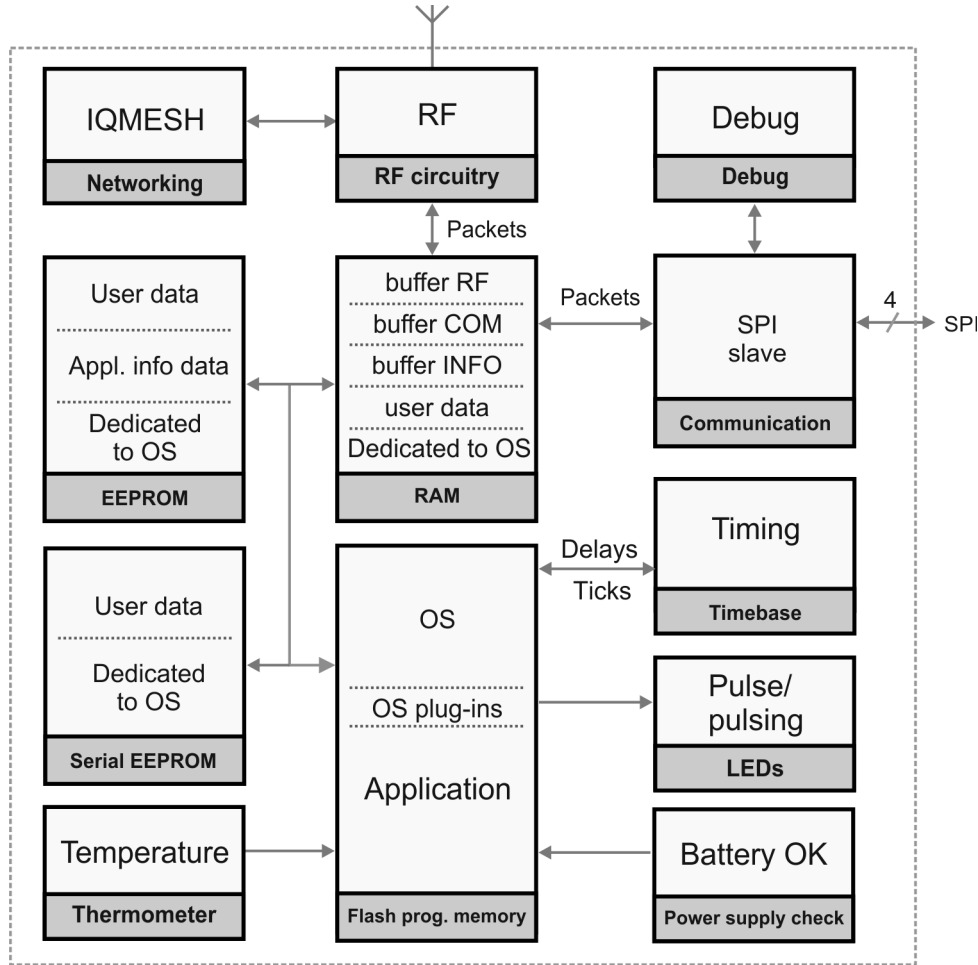 IQMESH
Networking
RF
RF circuitry
Debug
Debug
Packets
User data
Appl. info data
Dedicated
to OS
EEPROM
buffer RF
buffer COM
buffer INFO
user data
Dedicated to OS
RAM
Packets
SPI
slave
Communication
4
SPI
User data
Dedicated
to OS
Serial EEPROM
OS
OS plug-ins
Application
Flash prog. memory
Delays
Ticks
Timing
Timebase
Pulse/
pulsing
LEDs
Temperature
Thermometer
Battery OK
Power supply check